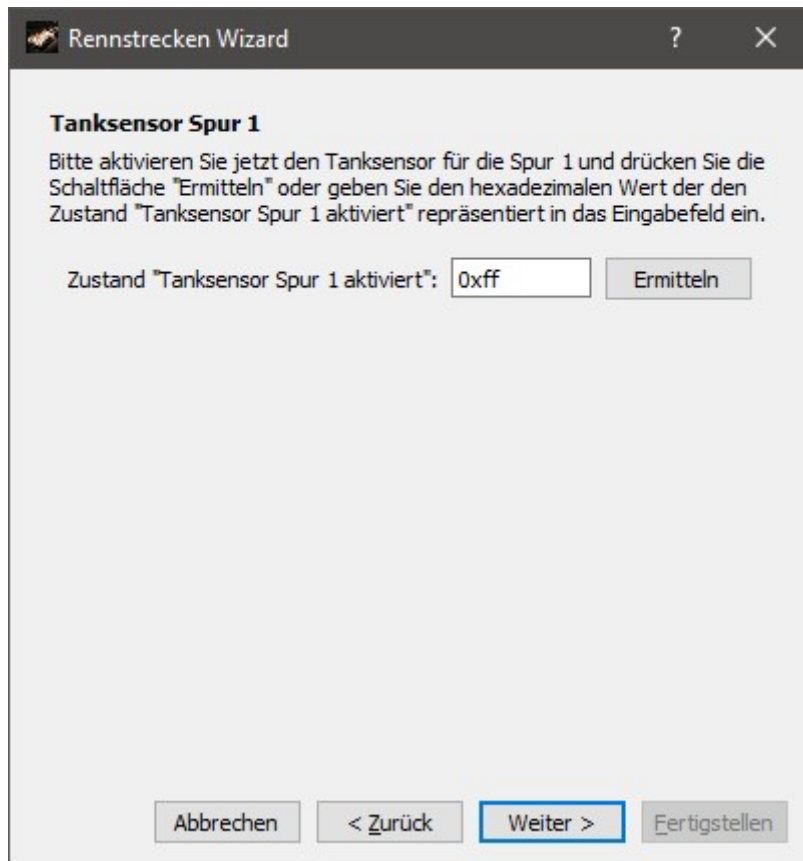 Rennstrecken Wizard ? ×
Tanksensor Spur 1
Bitte aktivieren Sie jetzt den Tanksensor für die Spur 1 und drücken Sie die
Schaltfläche "Ermitteln" oder geben Sie den hexadezimalen Wert der den
Zustand "Tanksensor Spur 1 aktiviert" repräsentiert in das Eingabefeld ein.
Zustand "Tanksensor Spur 1 aktiviert": 0xff Ermitteln
Abbrechen < Zurück Weiter > Fertigstellen